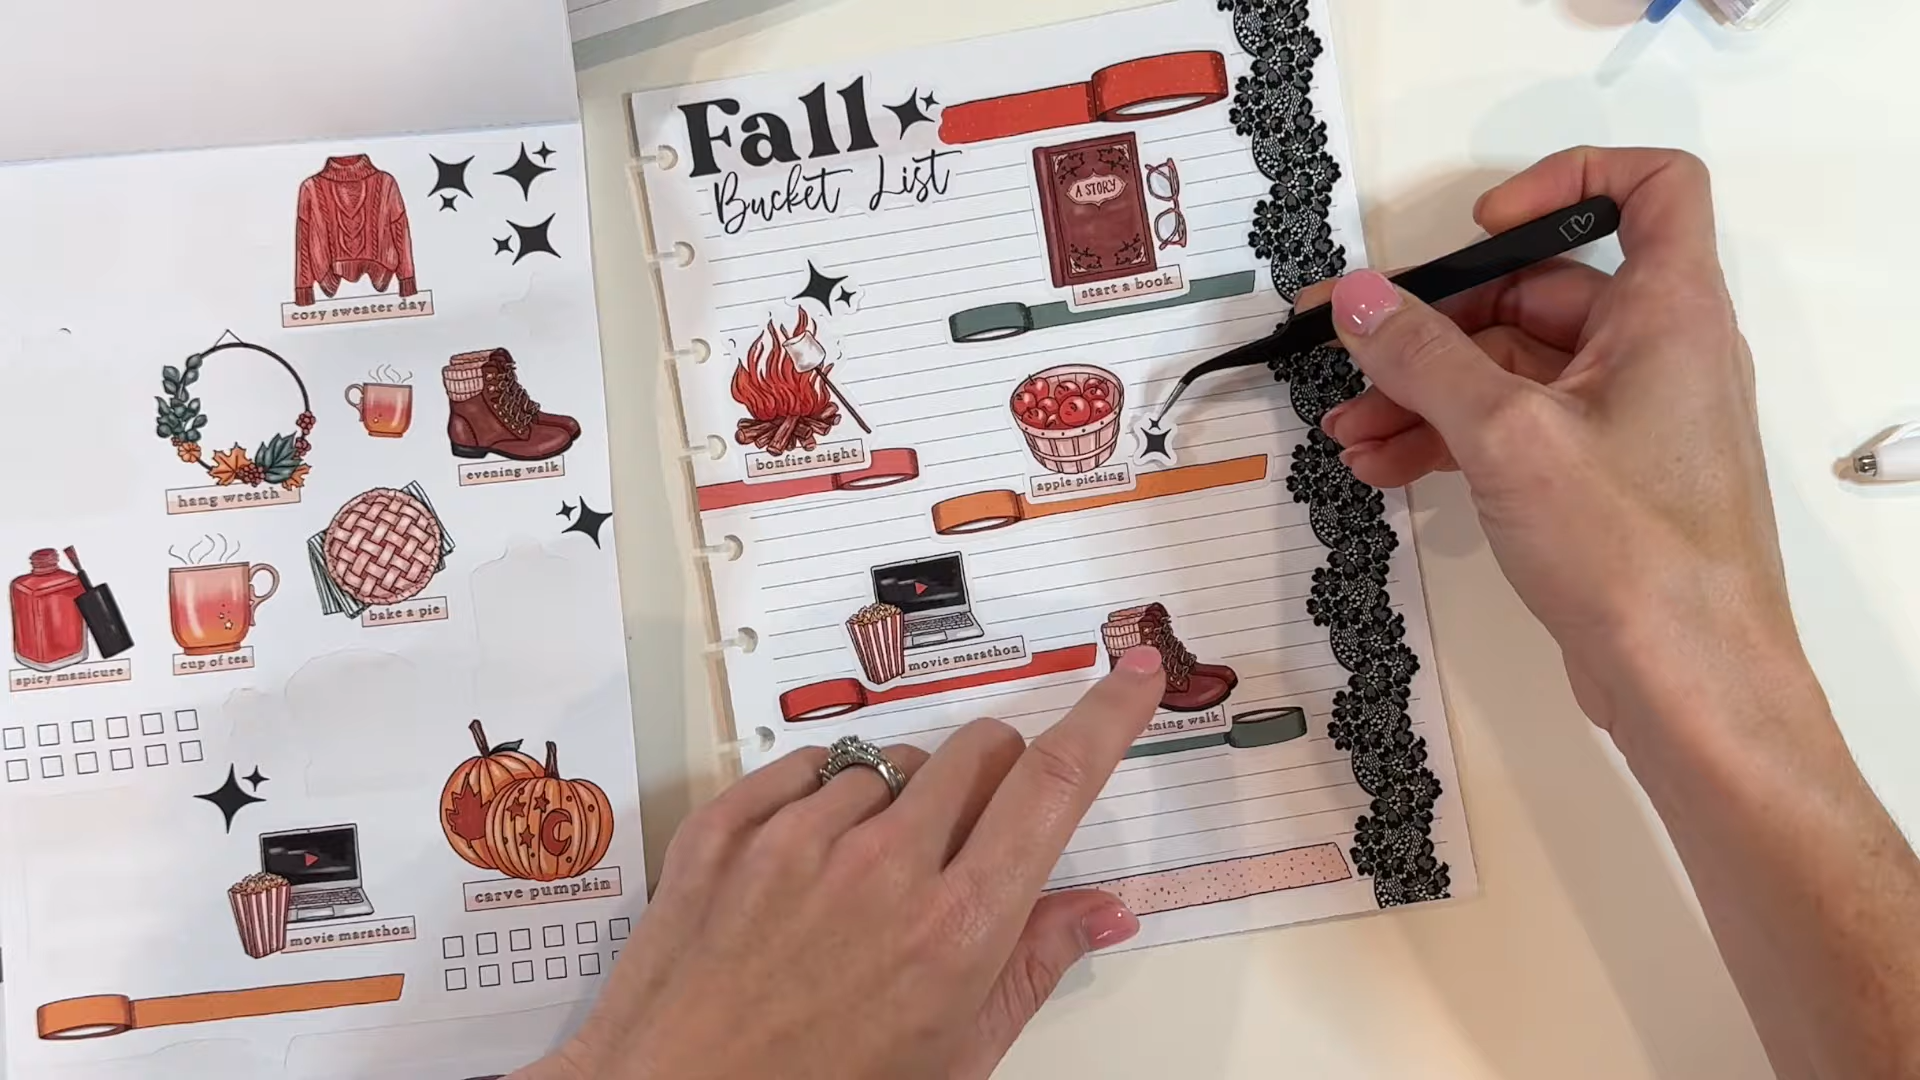 cozy sweater day
hang wreath
evening walk
bake a pie
spicy manicure
cup of tea
movie marathon
carve pumpkin
Fall
Bucket List
A STORY
start a book
bonfire night
apple picking
movie marathon
walk